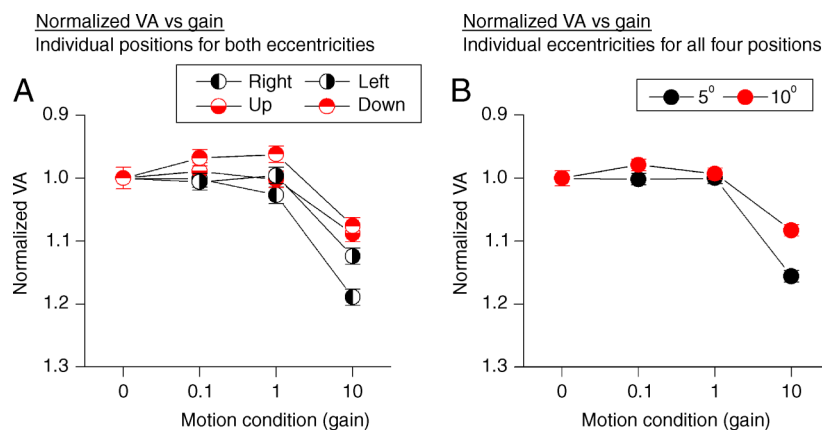 Normalized VA vs gain
Individual positions for both eccentricities
A
Right Left
Up Down
Normalized VA
0.9
1.0
1.1
1.2
1.3
0 0.1 1 10
Motion condition (gain)
Normalized VA vs gain
Individual eccentricities for all four positions
B
5° 10°
Normalized VA
0.9
1.0
1.1
1.2
1.3
0 0.1 1 10
Motion condition (gain)